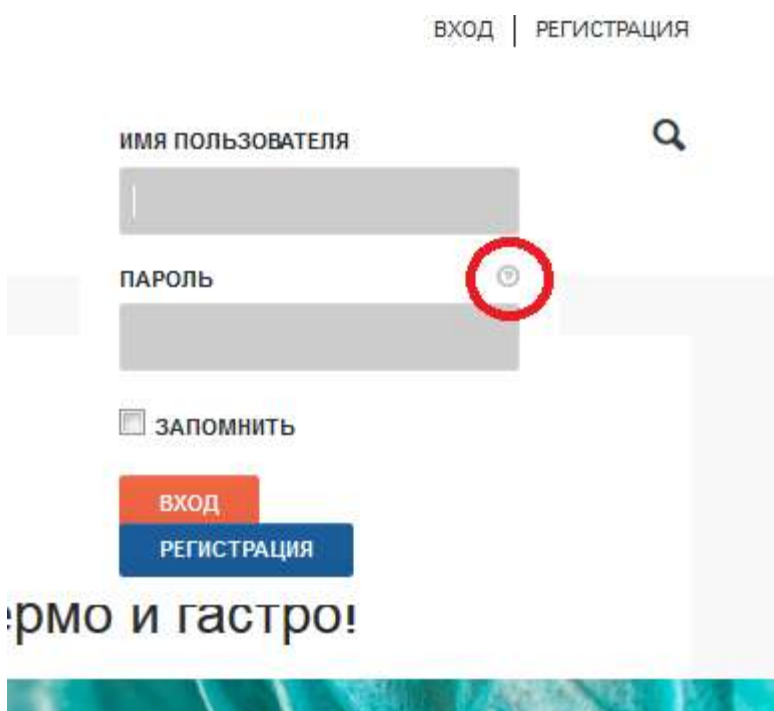 ВХОД | РЕГИСТРАЦИЯ
ИМЯ ПОЛЬЗОВАТЕЛЯ
ПАРОЛЬ ?
ЗАПОМНИТЬ
ВХОД
РЕГИСТРАЦИЯ
ермо и гастро!